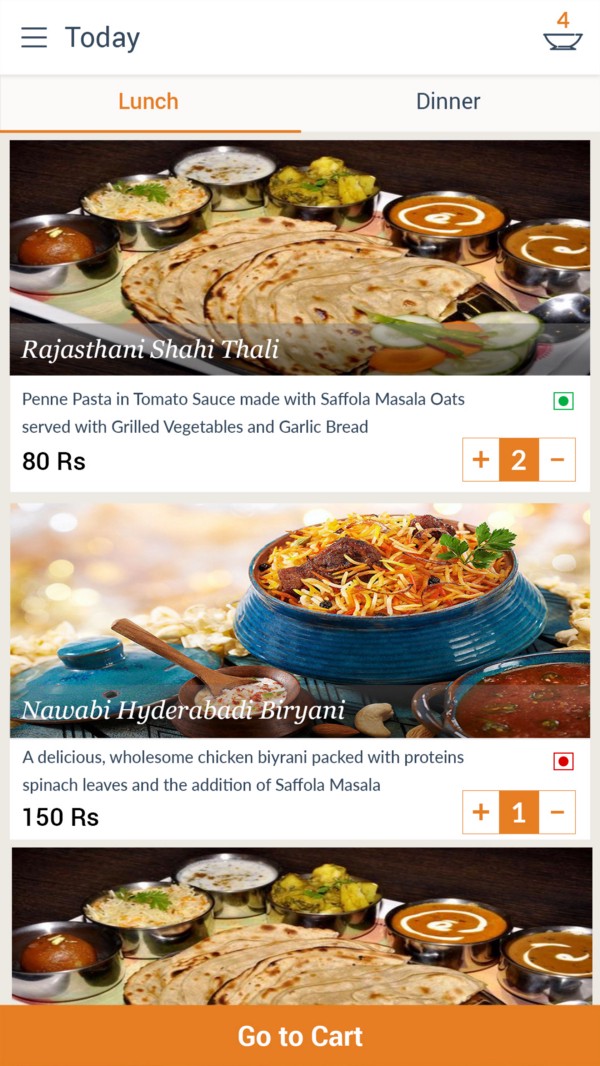 Today
4
Lunch
Dinner
Rajasthani Shahi Thali
Penne Pasta in Tomato Sauce made with Saffola Masala Oats
served with Grilled Vegetables and Garlic Bread
80 Rs
+ 2 −
Nawabi Hyderabadi Biryani
A delicious, wholesome chicken biyrani packed with proteins
spinach leaves and the addition of Saffola Masala
150 Rs
+ 1 −
Go to Cart